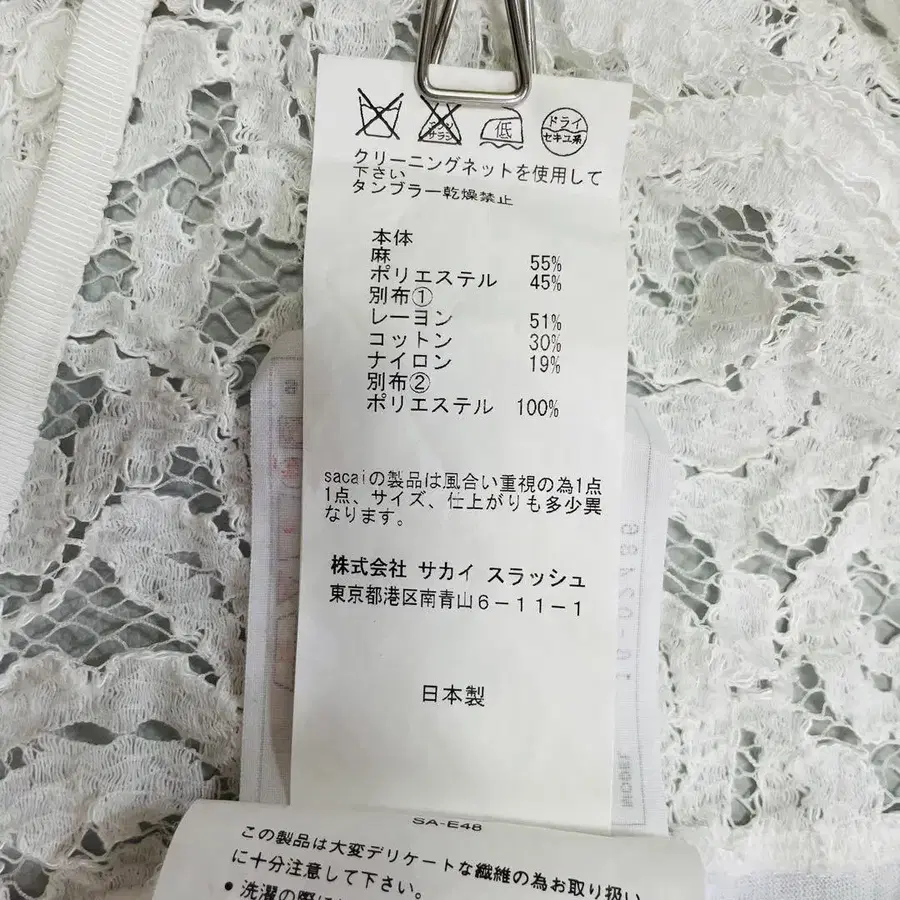 低
ドライ
セキユ系
クリーニングネットを使用して
下さい
タンブラー乾燥禁止
本体
麻 55%
ポリエステル 45%
別布①
レーヨン 51%
コットン 30%
ナイロン 19%
別布②
ポリエステル 100%
sacaiの製品は風合い重視の為1点
1点、サイズ、仕上がりも多少異
なります。
株式会社 サカイ スラッシュ
東京都港区南青山6-11-1
日本製
SA-E48
この製品は大変デリケートな繊維の為お取り扱い
に十分注意して下さい。
• 洗濯の際に